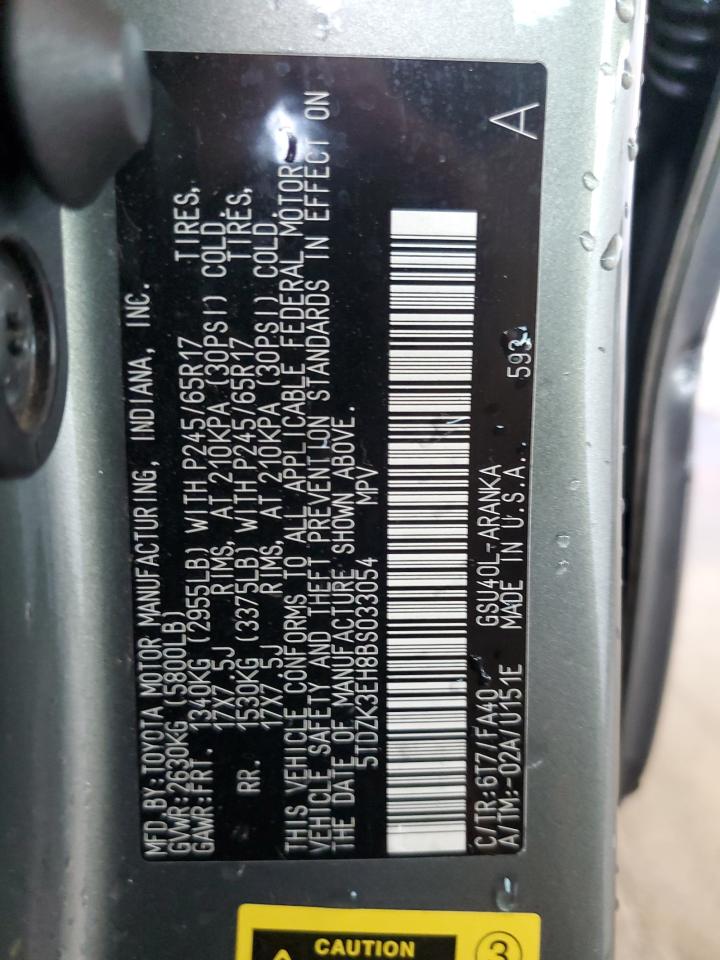 MFD.BY:TOYOTA MOTOR MANUFACTURING, INDIANA, INC.
GVWR:2630KG (5800LB)
GAWR:FRT. 1340KG (2955LB) WITH P245/65R17 TIRES,
17X7.5J RIMS, AT 210KPA (30PSI) COLD.
RR. 1530KG (3375LB) WITH P245/65R17 TIRES,
17X7.5J RIMS, AT 210KPA (30PSI) COLD.
THIS VEHICLE CONFORMS TO ALL APPLICABLE FEDERAL MOTOR
VEHICLE SAFETY AND THEFT PREVENTION STANDARDS IN EFFECT ON
THE DATE OF MANUFACTURE SHOWN ABOVE.
5TDZK3EH8BS033054 MPV
C/TR:6T7/FA40 GSU40L-ARANKA
A/TM:-02A/U151E MADE IN U.S.A.
A
CAUTION
3